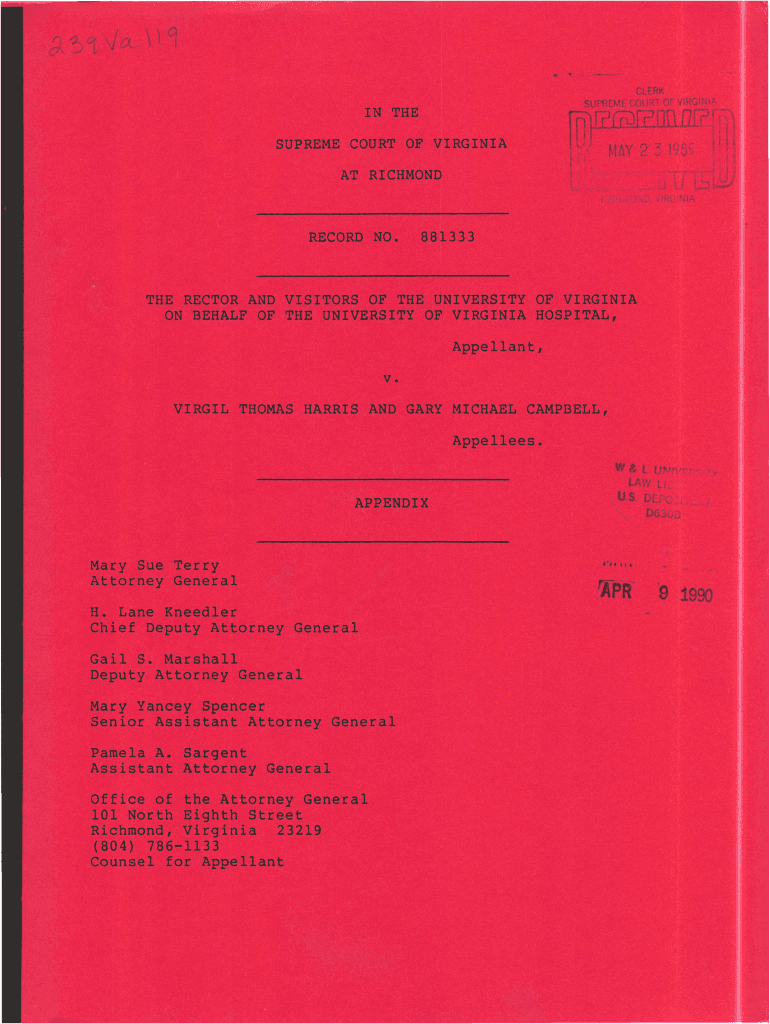 239 Va 119
CLERK
SUPREME COURT OF VIRGINIA
RECEIVED
MAY 23 198
RICHMOND, VIRGINIA
IN THE
SUPREME COURT OF VIRGINIA
AT RICHMOND
RECORD NO. 881333
THE RECTOR AND VISITORS OF THE UNIVERSITY OF VIRGINIA
ON BEHALF OF THE UNIVERSITY OF VIRGINIA HOSPITAL,
Appellant,
v.
VIRGIL THOMAS HARRIS AND GARY MICHAEL CAMPBELL,
Appellees.
W & L UNIVERSITY
LAW
U.S.
D630B
APPENDIX
APR 9 1990
Mary Sue Terry
Attorney General
H. Lane Kneedler
Chief Deputy Attorney General
Gail S. Marshall
Deputy Attorney General
Mary Yancey Spencer
Senior Assistant Attorney General
Pamela A. Sargent
Assistant Attorney General
Office of the Attorney General
101 North Eighth Street
Richmond, Virginia 23219
(804) 786-1133
Counsel for Appellant